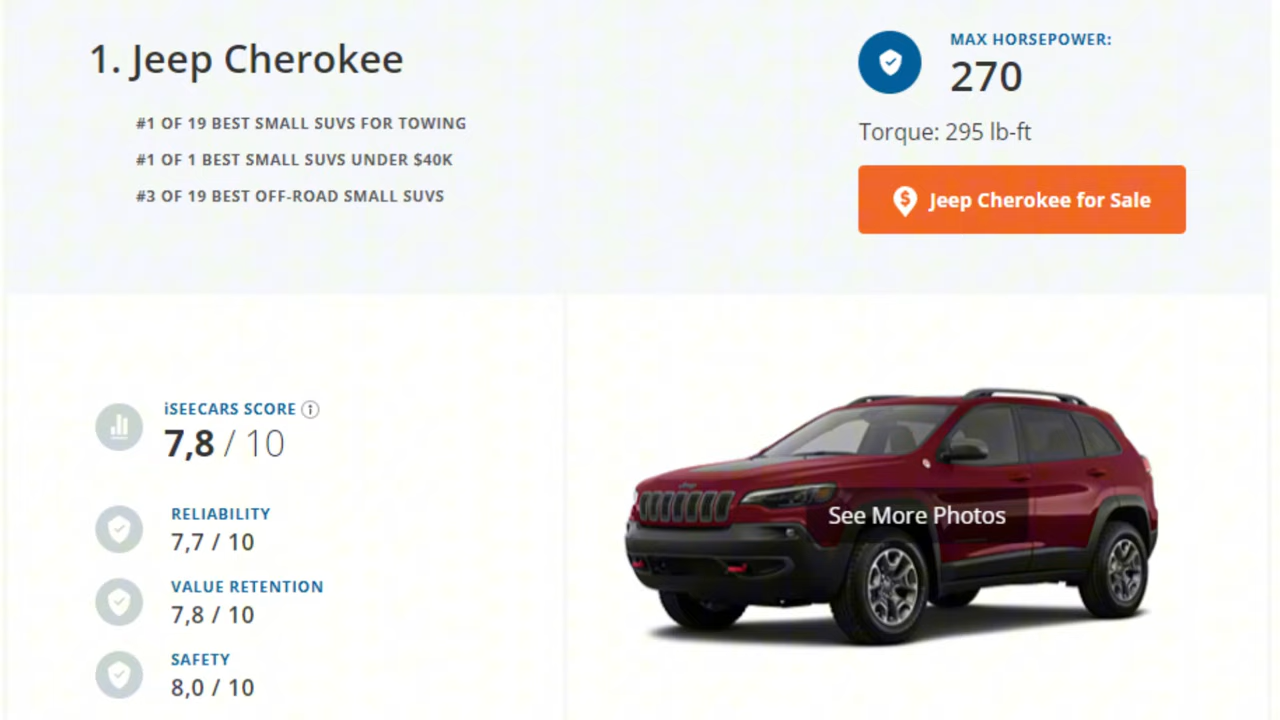 1. Jeep Cherokee
#1 OF 19 BEST SMALL SUVS FOR TOWING
#1 OF 1 BEST SMALL SUVS UNDER $40K
#3 OF 19 BEST OFF-ROAD SMALL SUVS
MAX HORSEPOWER:
270
Torque: 295 lb-ft
Jeep Cherokee for Sale
iSEECARS SCORE
7,8 / 10
RELIABILITY
7,7 / 10
VALUE RETENTION
7,8 / 10
SAFETY
8,0 / 10
See More Photos